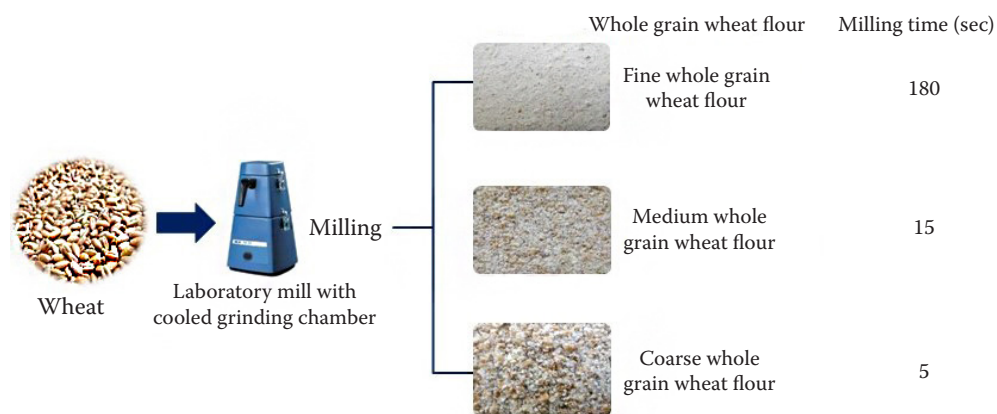 Whole grain wheat flour Milling time (sec)
Fine whole grain
wheat flour
180
Wheat
Laboratory mill with
cooled grinding chamber
Milling
Medium whole
grain wheat flour
15
Coarse whole
grain wheat flour
5